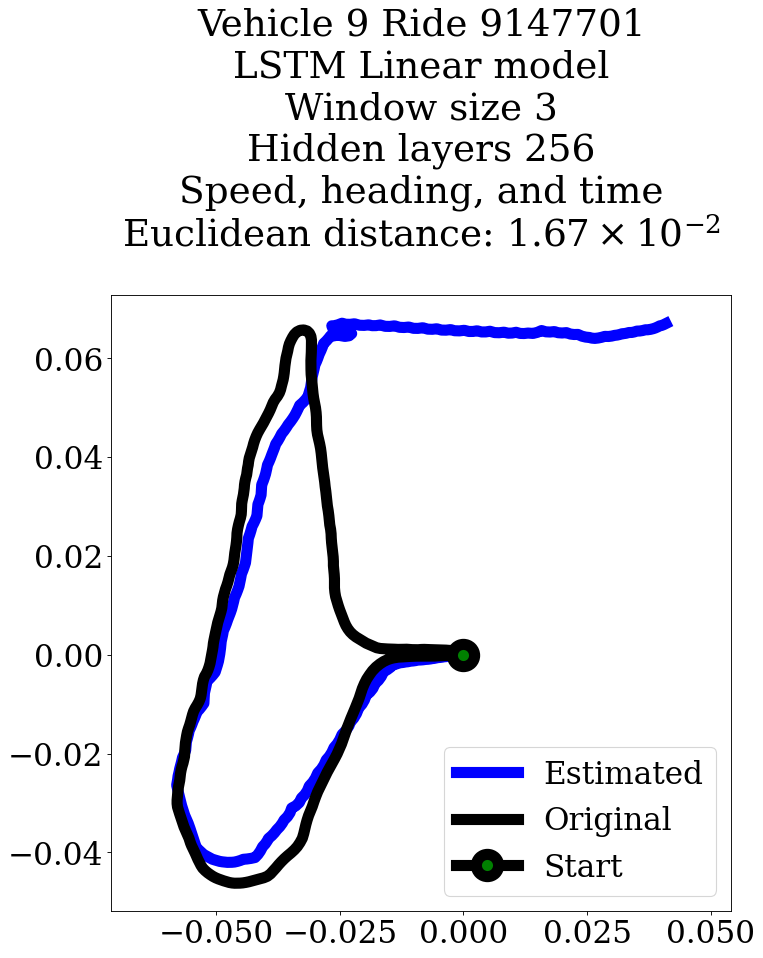 Vehicle 9 Ride 9147701
LSTM Linear model
Window size 3
Hidden layers 256
Speed, heading, and time
Euclidean distance: 1.67 × 10⁻²
0.06
0.04
0.02
0.00
−0.02
−0.04
Estimated
Original
Start
−0.050 −0.025 0.000 0.025 0.050